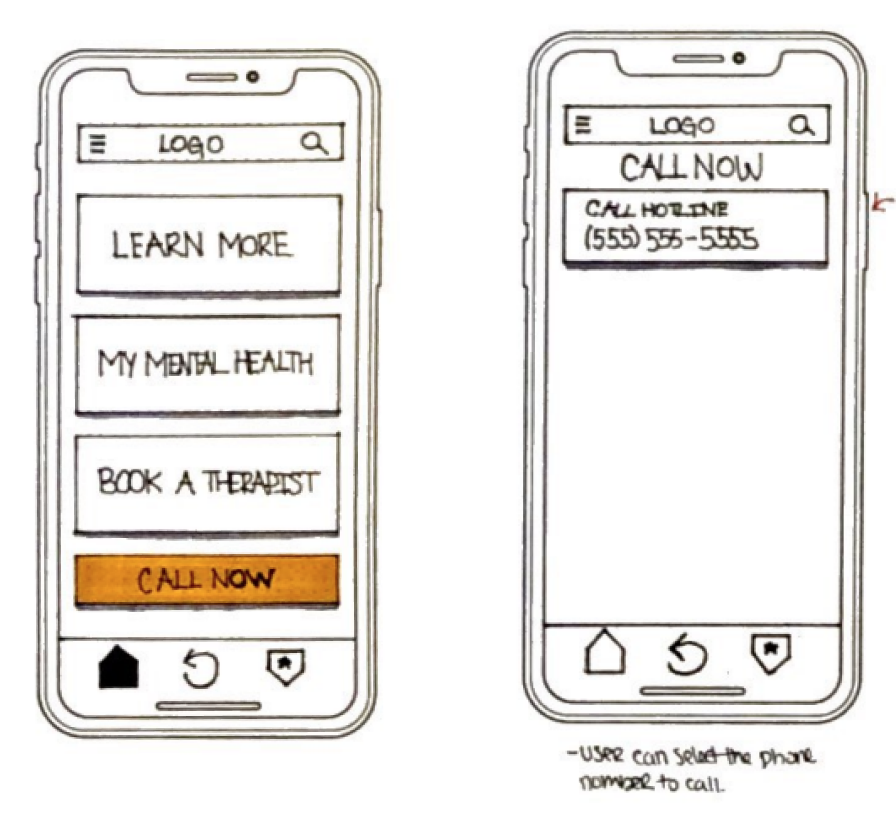 LOGO
LEARN MORE
MY MENTAL HEALTH
BOOK A THERAPIST
CALL NOW
LOGO
CALL NOW
CALL HOTLINE
(555) 555-5555
-USER can select the phone
nomber to call.